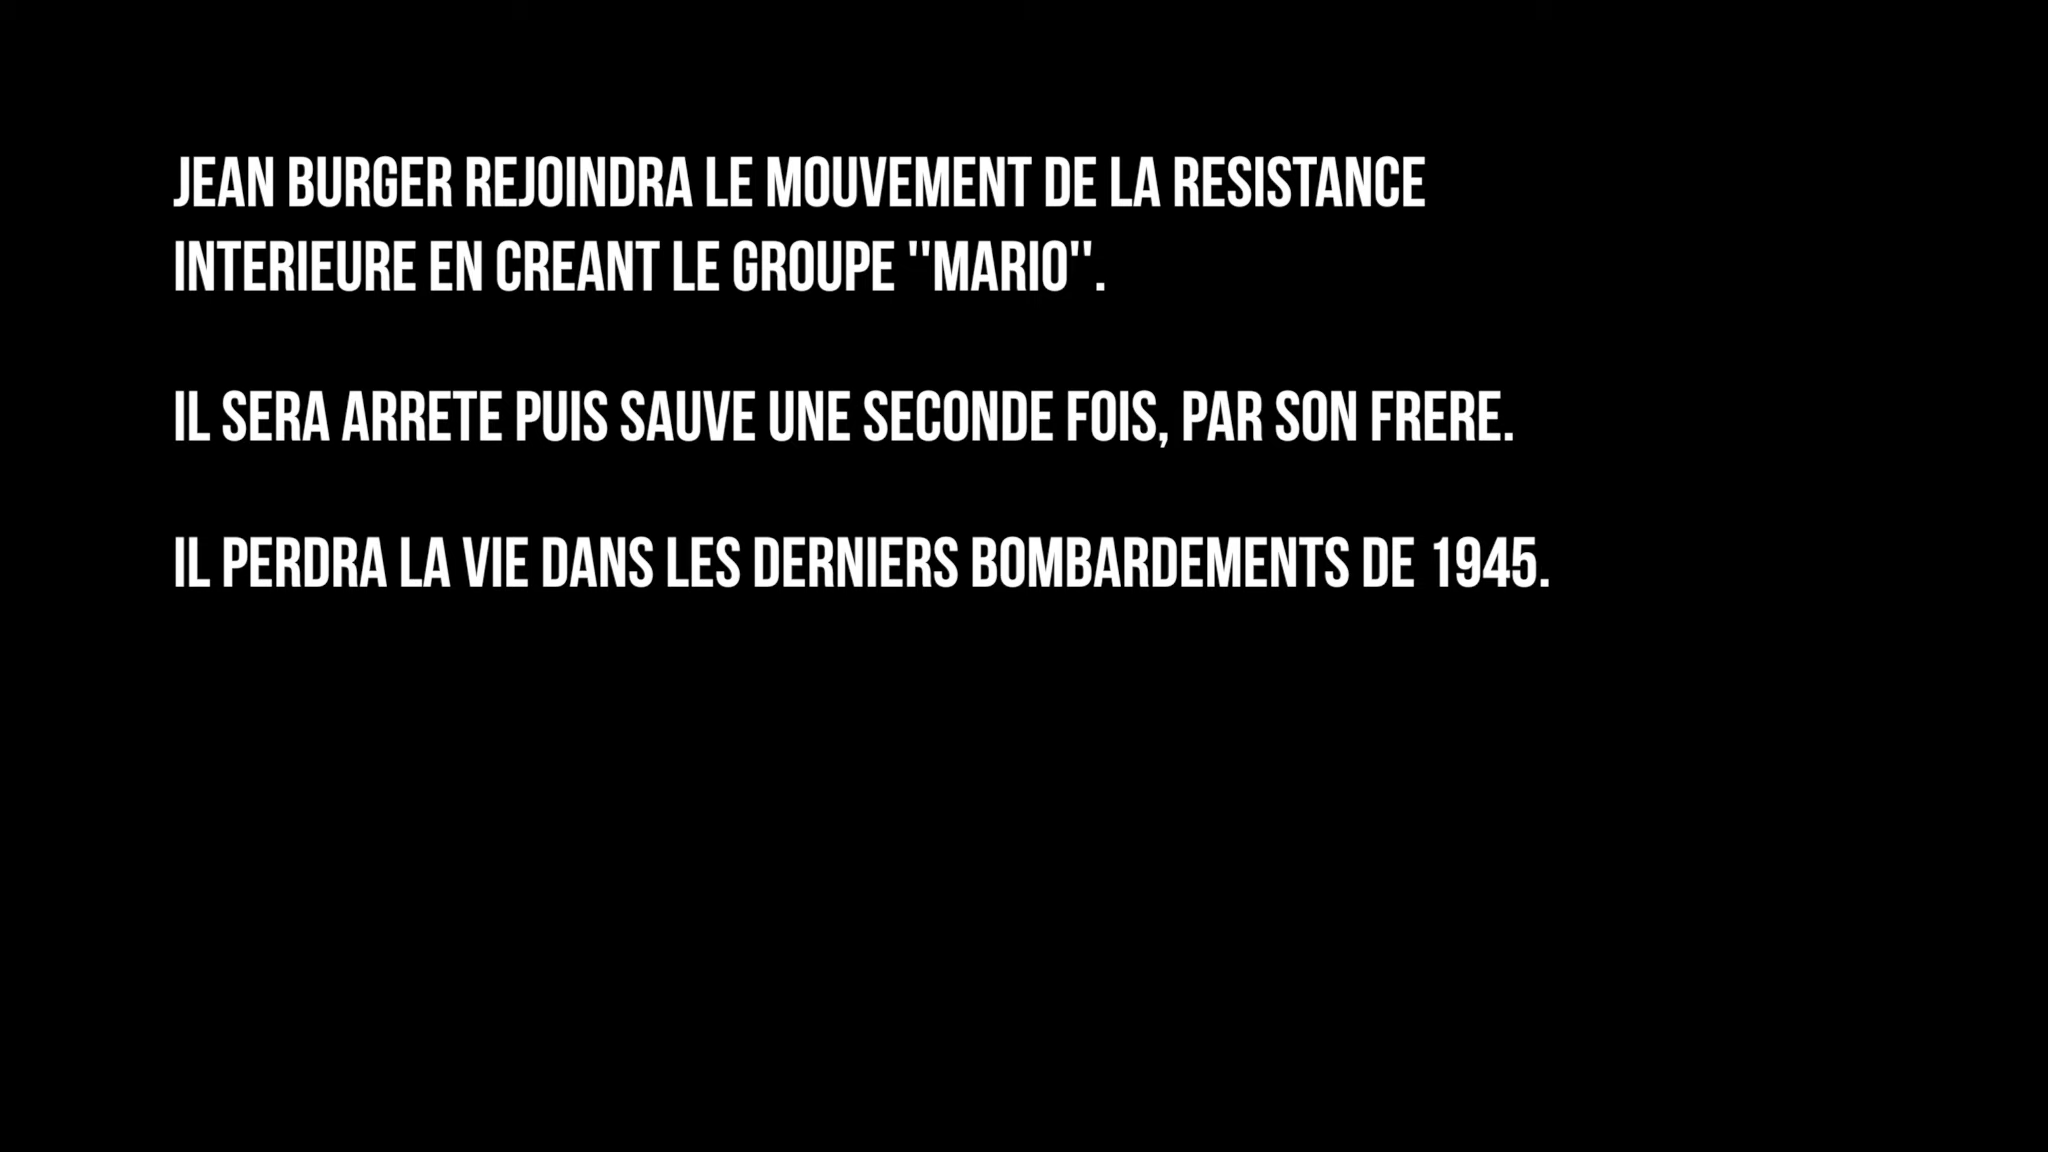 JEAN BURGER REJOINDRA LE MOUVEMENT DE LA RESISTANCE
INTERIEURE EN CREANT LE GROUPE "MARIO".
IL SERA ARRETE PUIS SAUVE UNE SECONDE FOIS, PAR SON FRERE.
IL PERDRA LA VIE DANS LES DERNIERS BOMBARDEMENTS DE 1945.